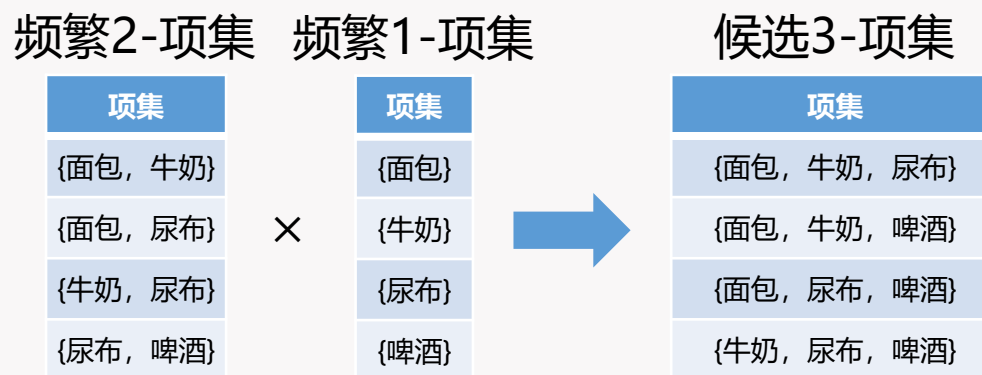 频繁2-项集 频繁1-项集 候选3-项集
项集 项集 项集
{面包，牛奶} {面包} {面包，牛奶，尿布}
{面包，尿布} × {牛奶} {面包，牛奶，啤酒}
{牛奶，尿布} {尿布} {面包，尿布，啤酒}
{尿布，啤酒} {啤酒} {牛奶，尿布，啤酒}